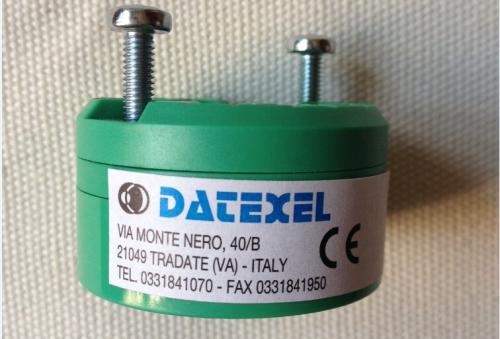 DATEXEL
VIA MONTE NERO, 40/B
21049 TRADATE (VA) - ITALY
TEL. 0331841070 - FAX 0331841950
CE